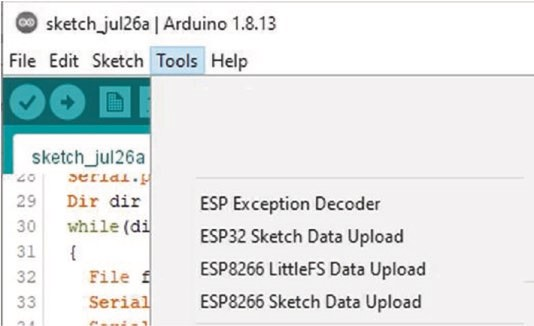 sketch_jul26a | Arduino 1.8.13
File Edit Sketch Tools Help
sketch_jul26a
28 Serial.p
29 Dir dir
30 while(di
31 {
32 File f
33 Serial
ESP Exception Decoder
ESP32 Sketch Data Upload
ESP8266 LittleFS Data Upload
ESP8266 Sketch Data Upload